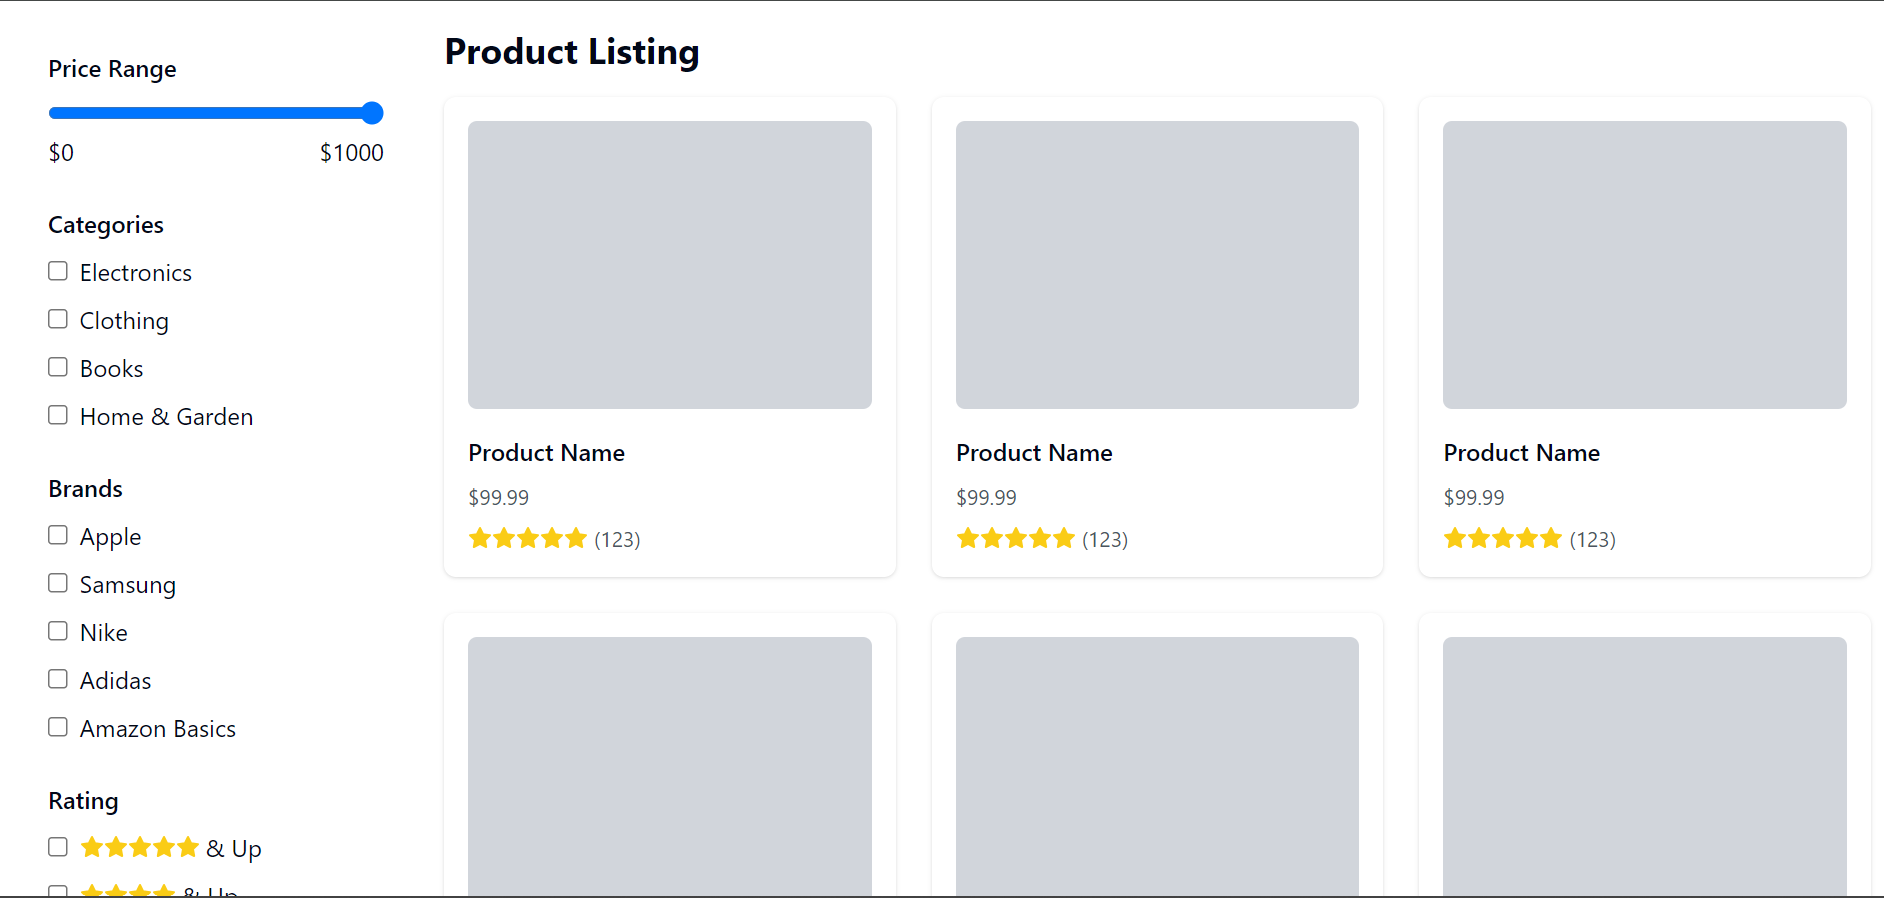 Price Range
$0 $1000
Categories
Electronics
Clothing
Books
Home & Garden
Brands
Apple
Samsung
Nike
Adidas
Amazon Basics
Rating
& Up
& Up
Product Listing
Product Name
$99.99
(123)
Product Name
$99.99
(123)
Product Name
$99.99
(123)